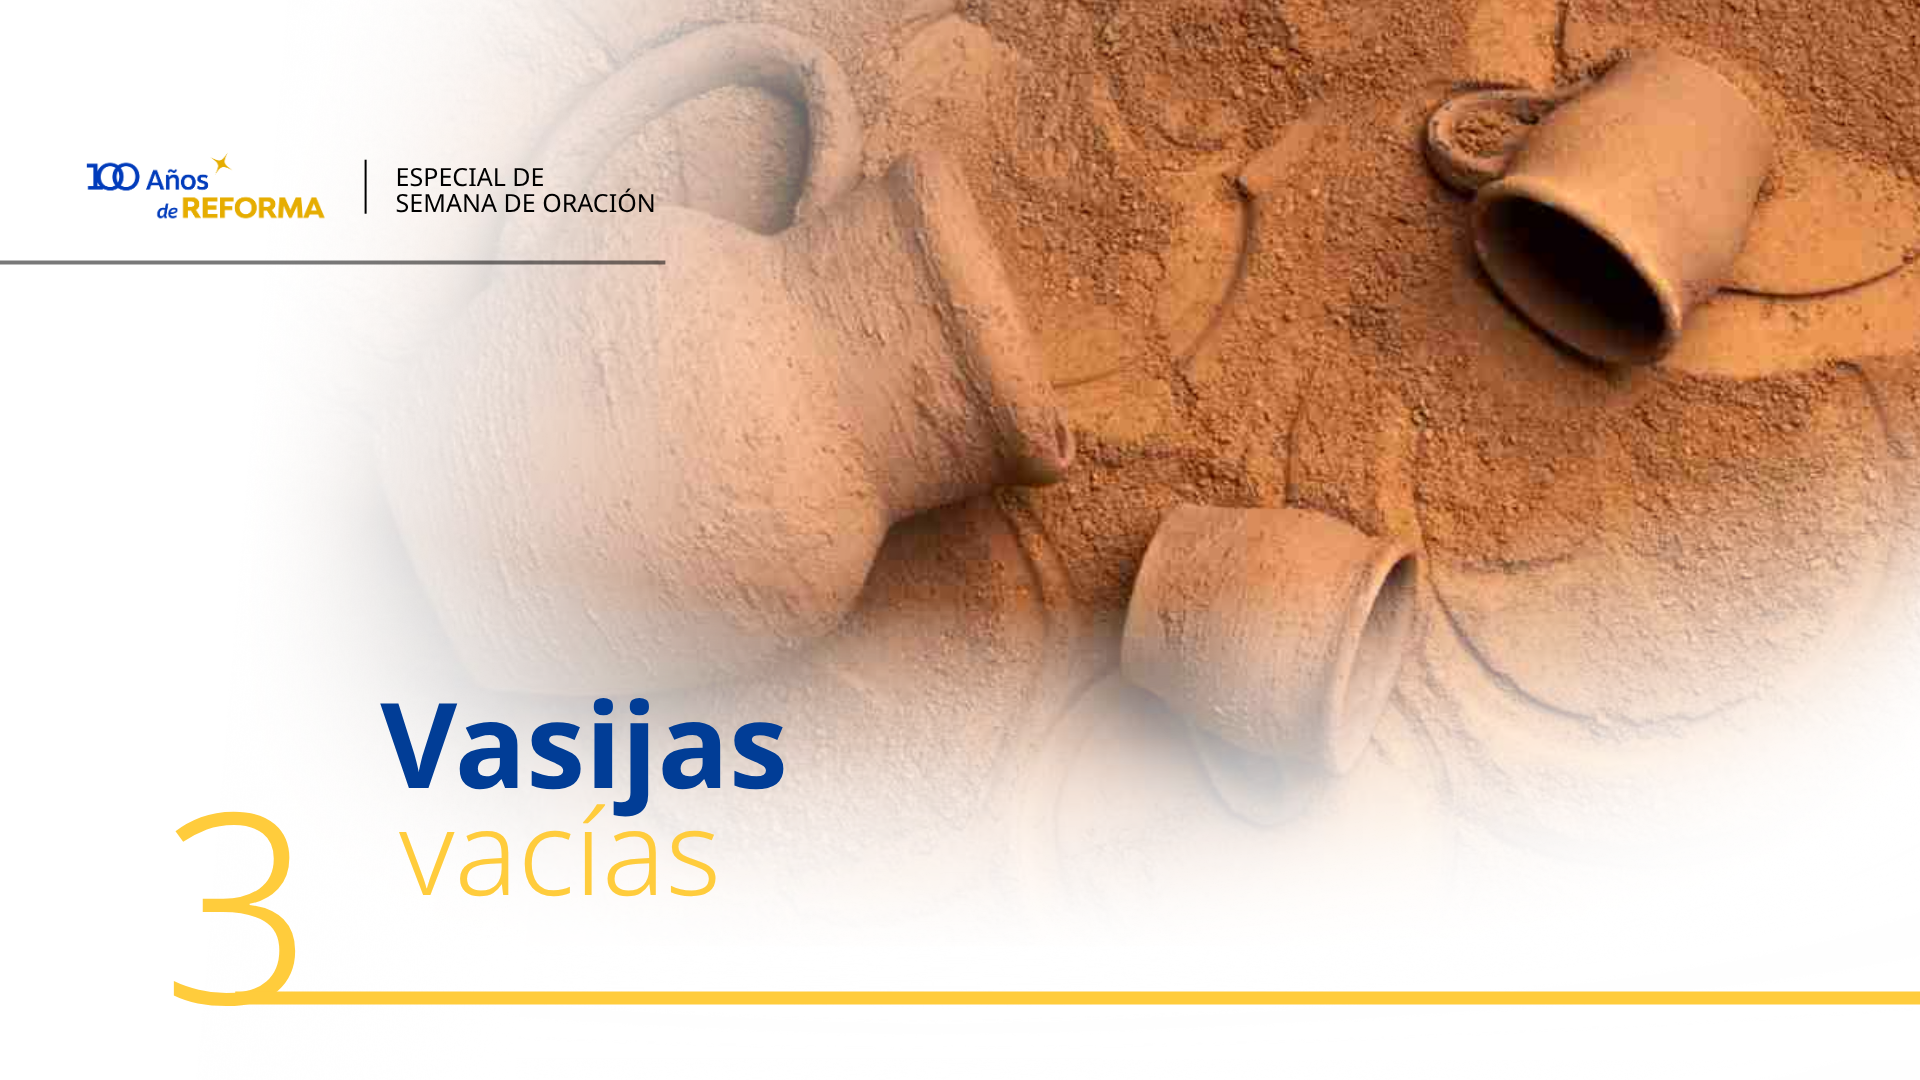 100 Años
de REFORMA
ESPECIAL DE
SEMANA DE ORACIÓN
3
Vasijas
vacías